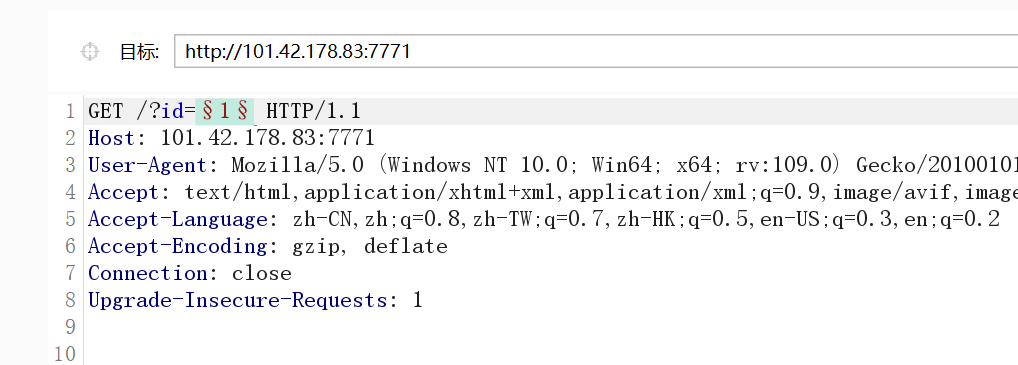 目标: http://101.42.178.83:7771
1 GET /?id=§1§ HTTP/1.1
2 Host: 101.42.178.83:7771
3 User-Agent: Mozilla/5.0 (Windows NT 10.0; Win64; x64; rv:109.0) Gecko/20100101
4 Accept: text/html,application/xhtml+xml,application/xml;q=0.9,image/avif,image
5 Accept-Language: zh-CN,zh;q=0.8,zh-TW;q=0.7,zh-HK;q=0.5,en-US;q=0.3,en;q=0.2
6 Accept-Encoding: gzip, deflate
7 Connection: close
8 Upgrade-Insecure-Requests: 1
9
10